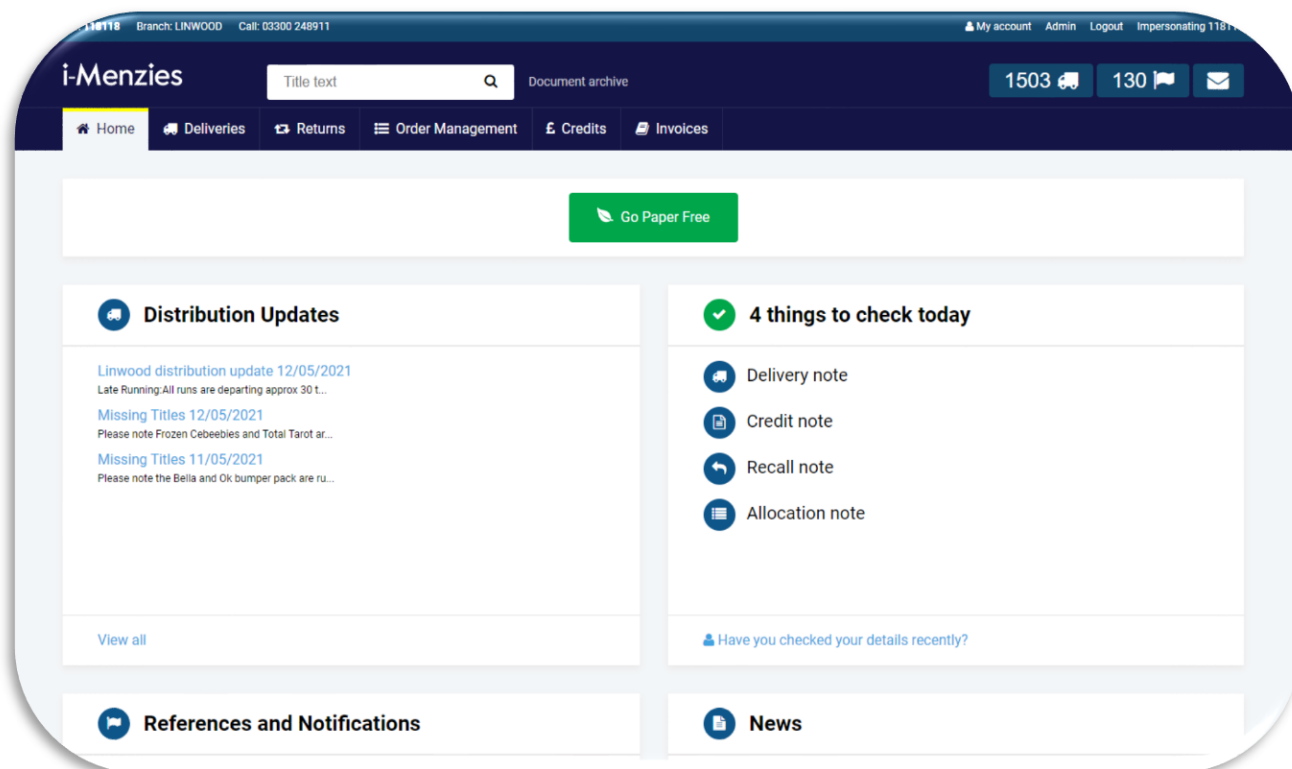 118118 Branch: LINWOOD Call: 03300 248911
My account Admin Logout Impersonating
i-Menzies
Title text
Document archive
1503
130
Home Deliveries Returns Order Management £ Credits Invoices
Go Paper Free
Distribution Updates
Linwood distribution update 12/05/2021
Late Running:All runs are departing approx 30 t...
Missing Titles 12/05/2021
Please note Frozen Cebeebies and Total Tarot ar...
Missing Titles 11/05/2021
Please note the Bella and Ok bumper pack are ru...
View all
4 things to check today
Delivery note
Credit note
Recall note
Allocation note
Have you checked your details recently?
References and Notifications
News